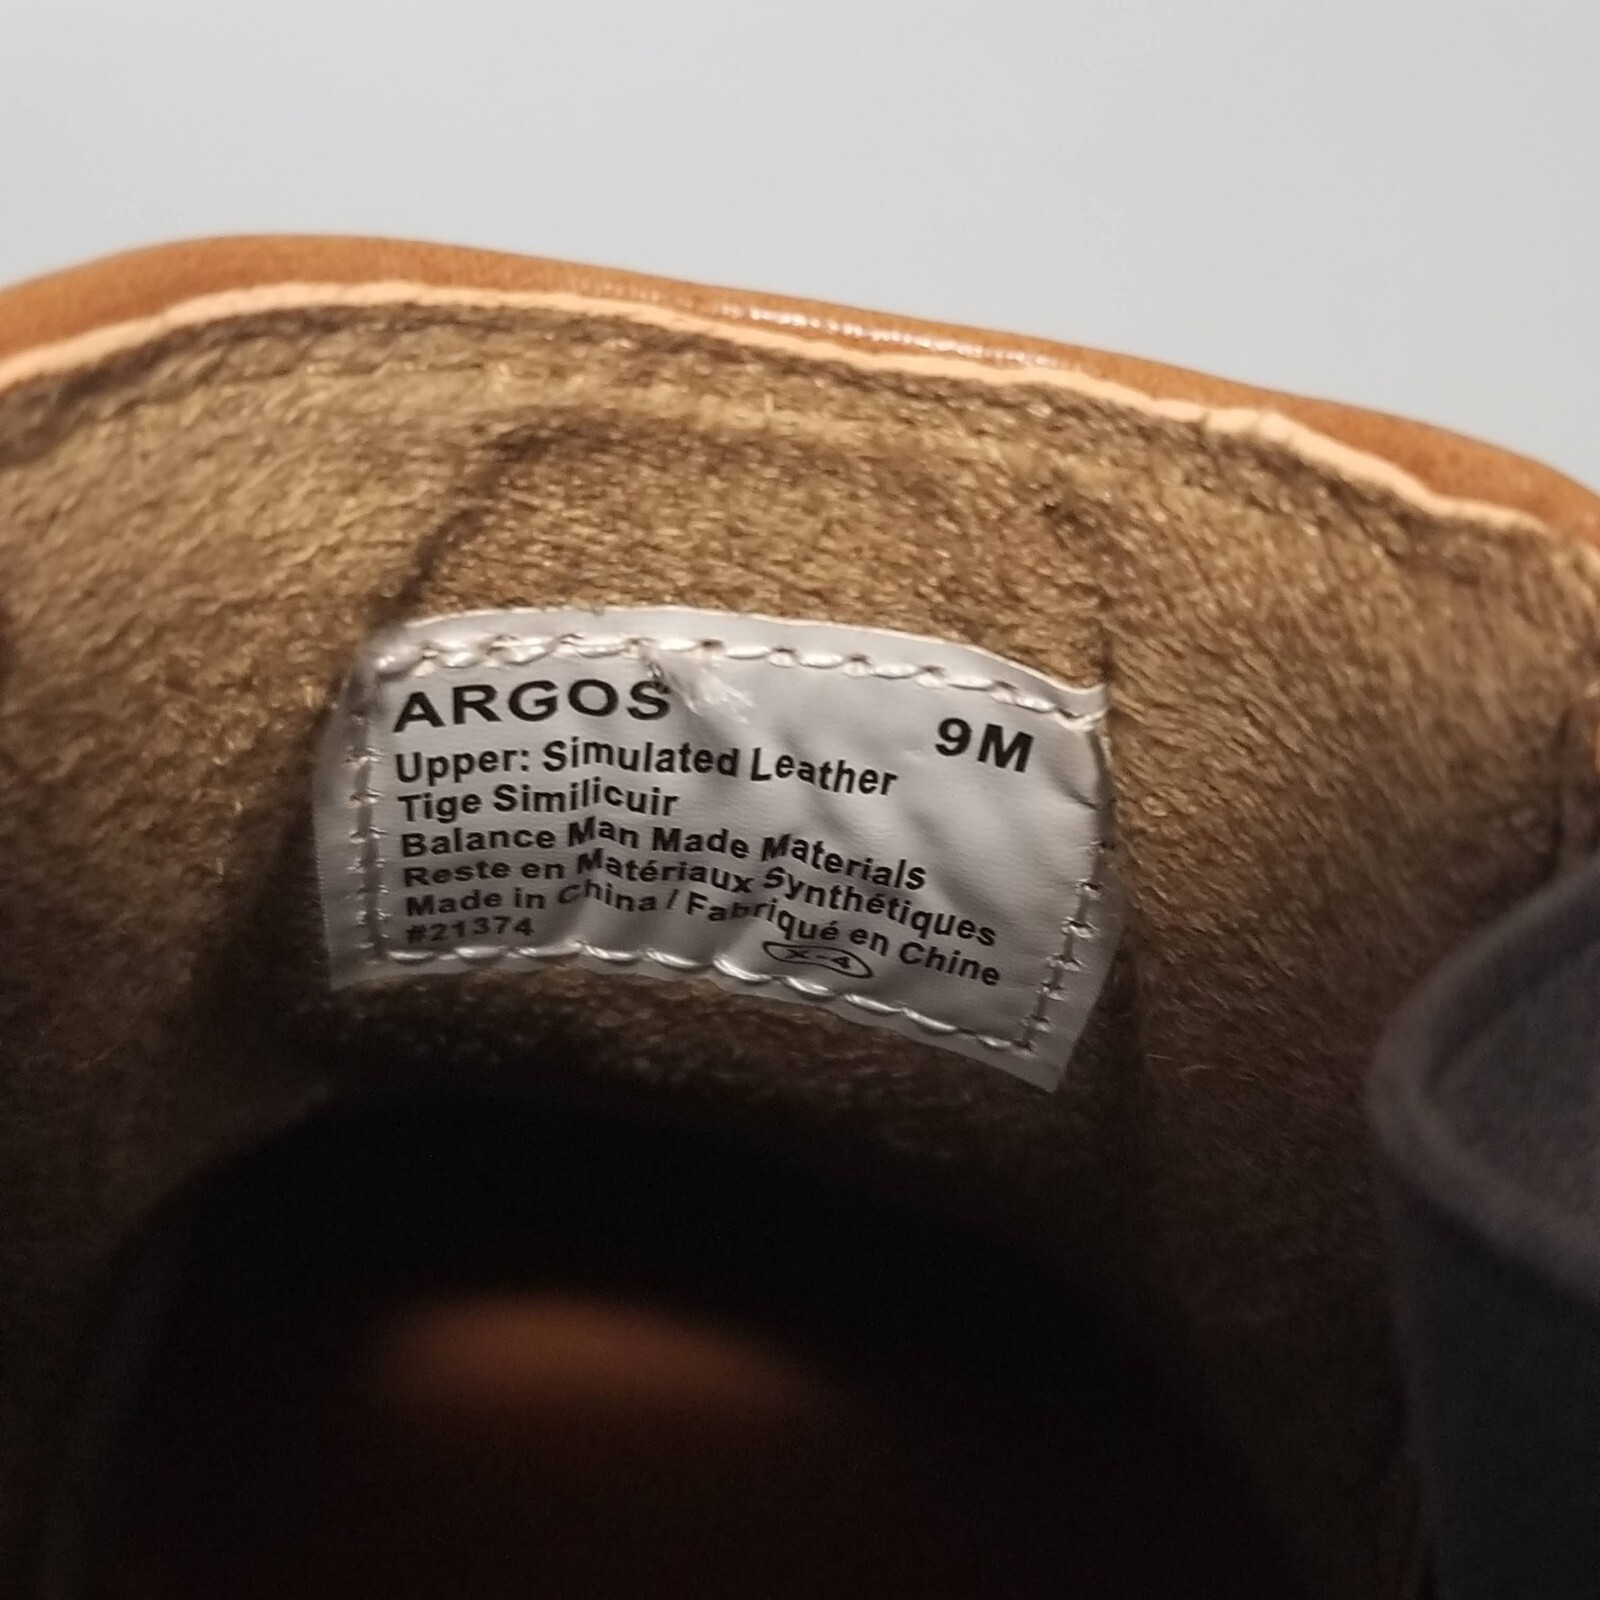 ARGOS 9M
Upper: Simulated Leather
Tige Similicuir
Balance Man Made Materials
Reste en Matériaux Synthétiques
Made in China / Fabriqué en Chine
#21374
X-4